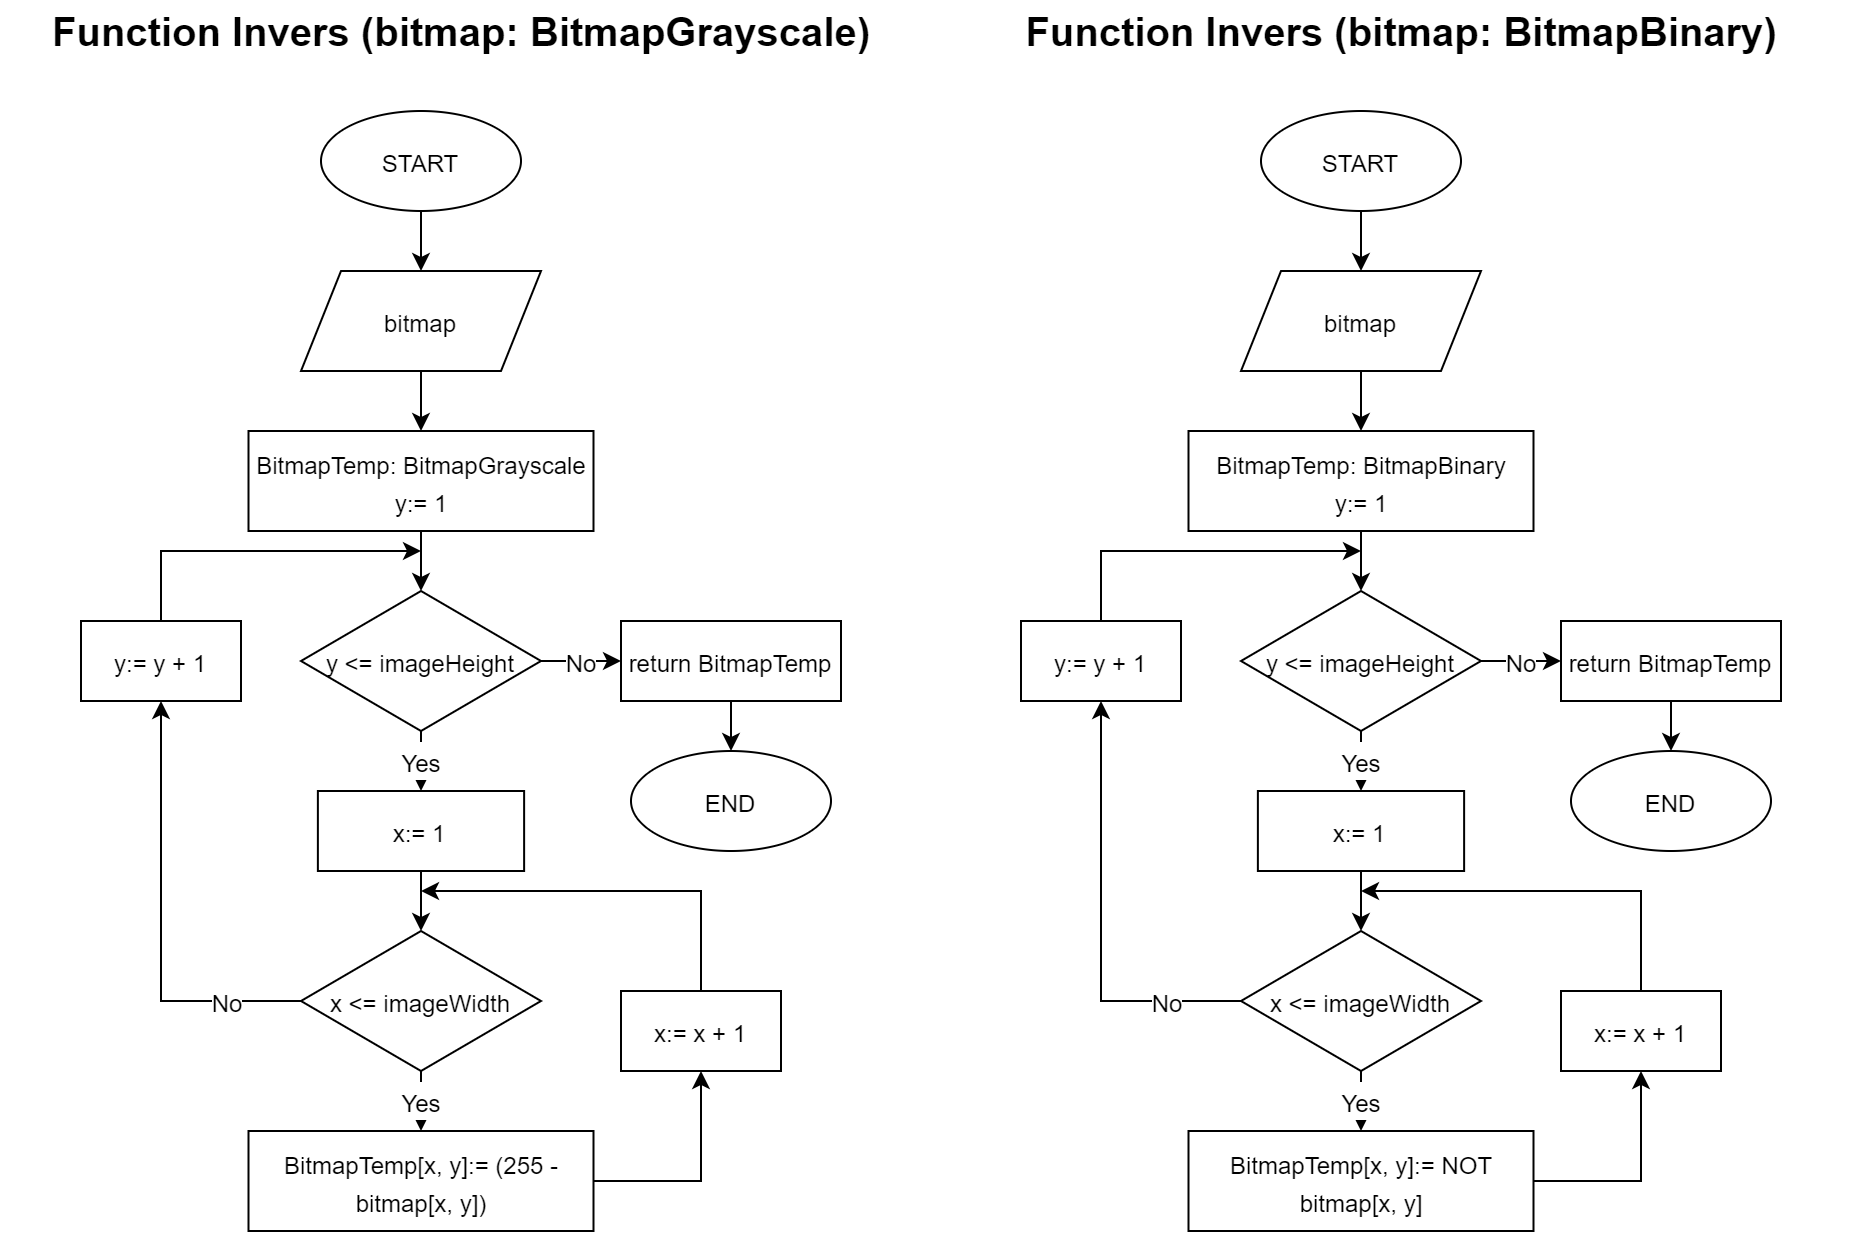 Function Invers (bitmap: BitmapGrayscale)
START
bitmap
BitmapTemp: BitmapGrayscale
y:= 1
y:= y + 1
y <= imageHeight
No
return BitmapTemp
Yes
END
x:= 1
No
x <= imageWidth
x:= x + 1
Yes
BitmapTemp[x, y]:= (255 -
bitmap[x, y])
Function Invers (bitmap: BitmapBinary)
START
bitmap
BitmapTemp: BitmapBinary
y:= 1
y:= y + 1
y <= imageHeight
No
return BitmapTemp
Yes
END
x:= 1
No
x <= imageWidth
x:= x + 1
Yes
BitmapTemp[x, y]:= NOT
bitmap[x, y]